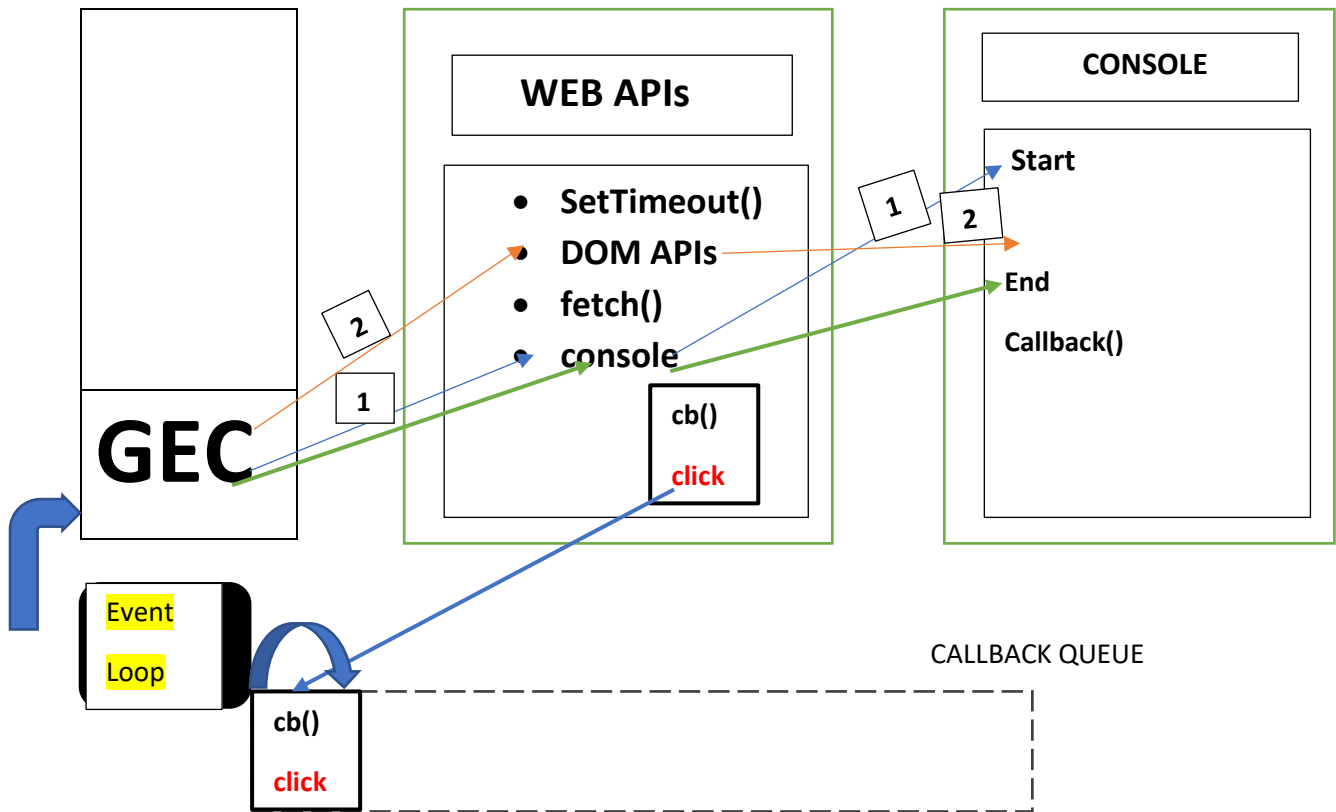 WEB APIs
CONSOLE
Start
1
2
• SetTimeout()
• DOM APIs
• fetch()
• console
End
Callback()
2
1
GEC
cb()
click
Event
Loop
CALLBACK QUEUE
cb()
click